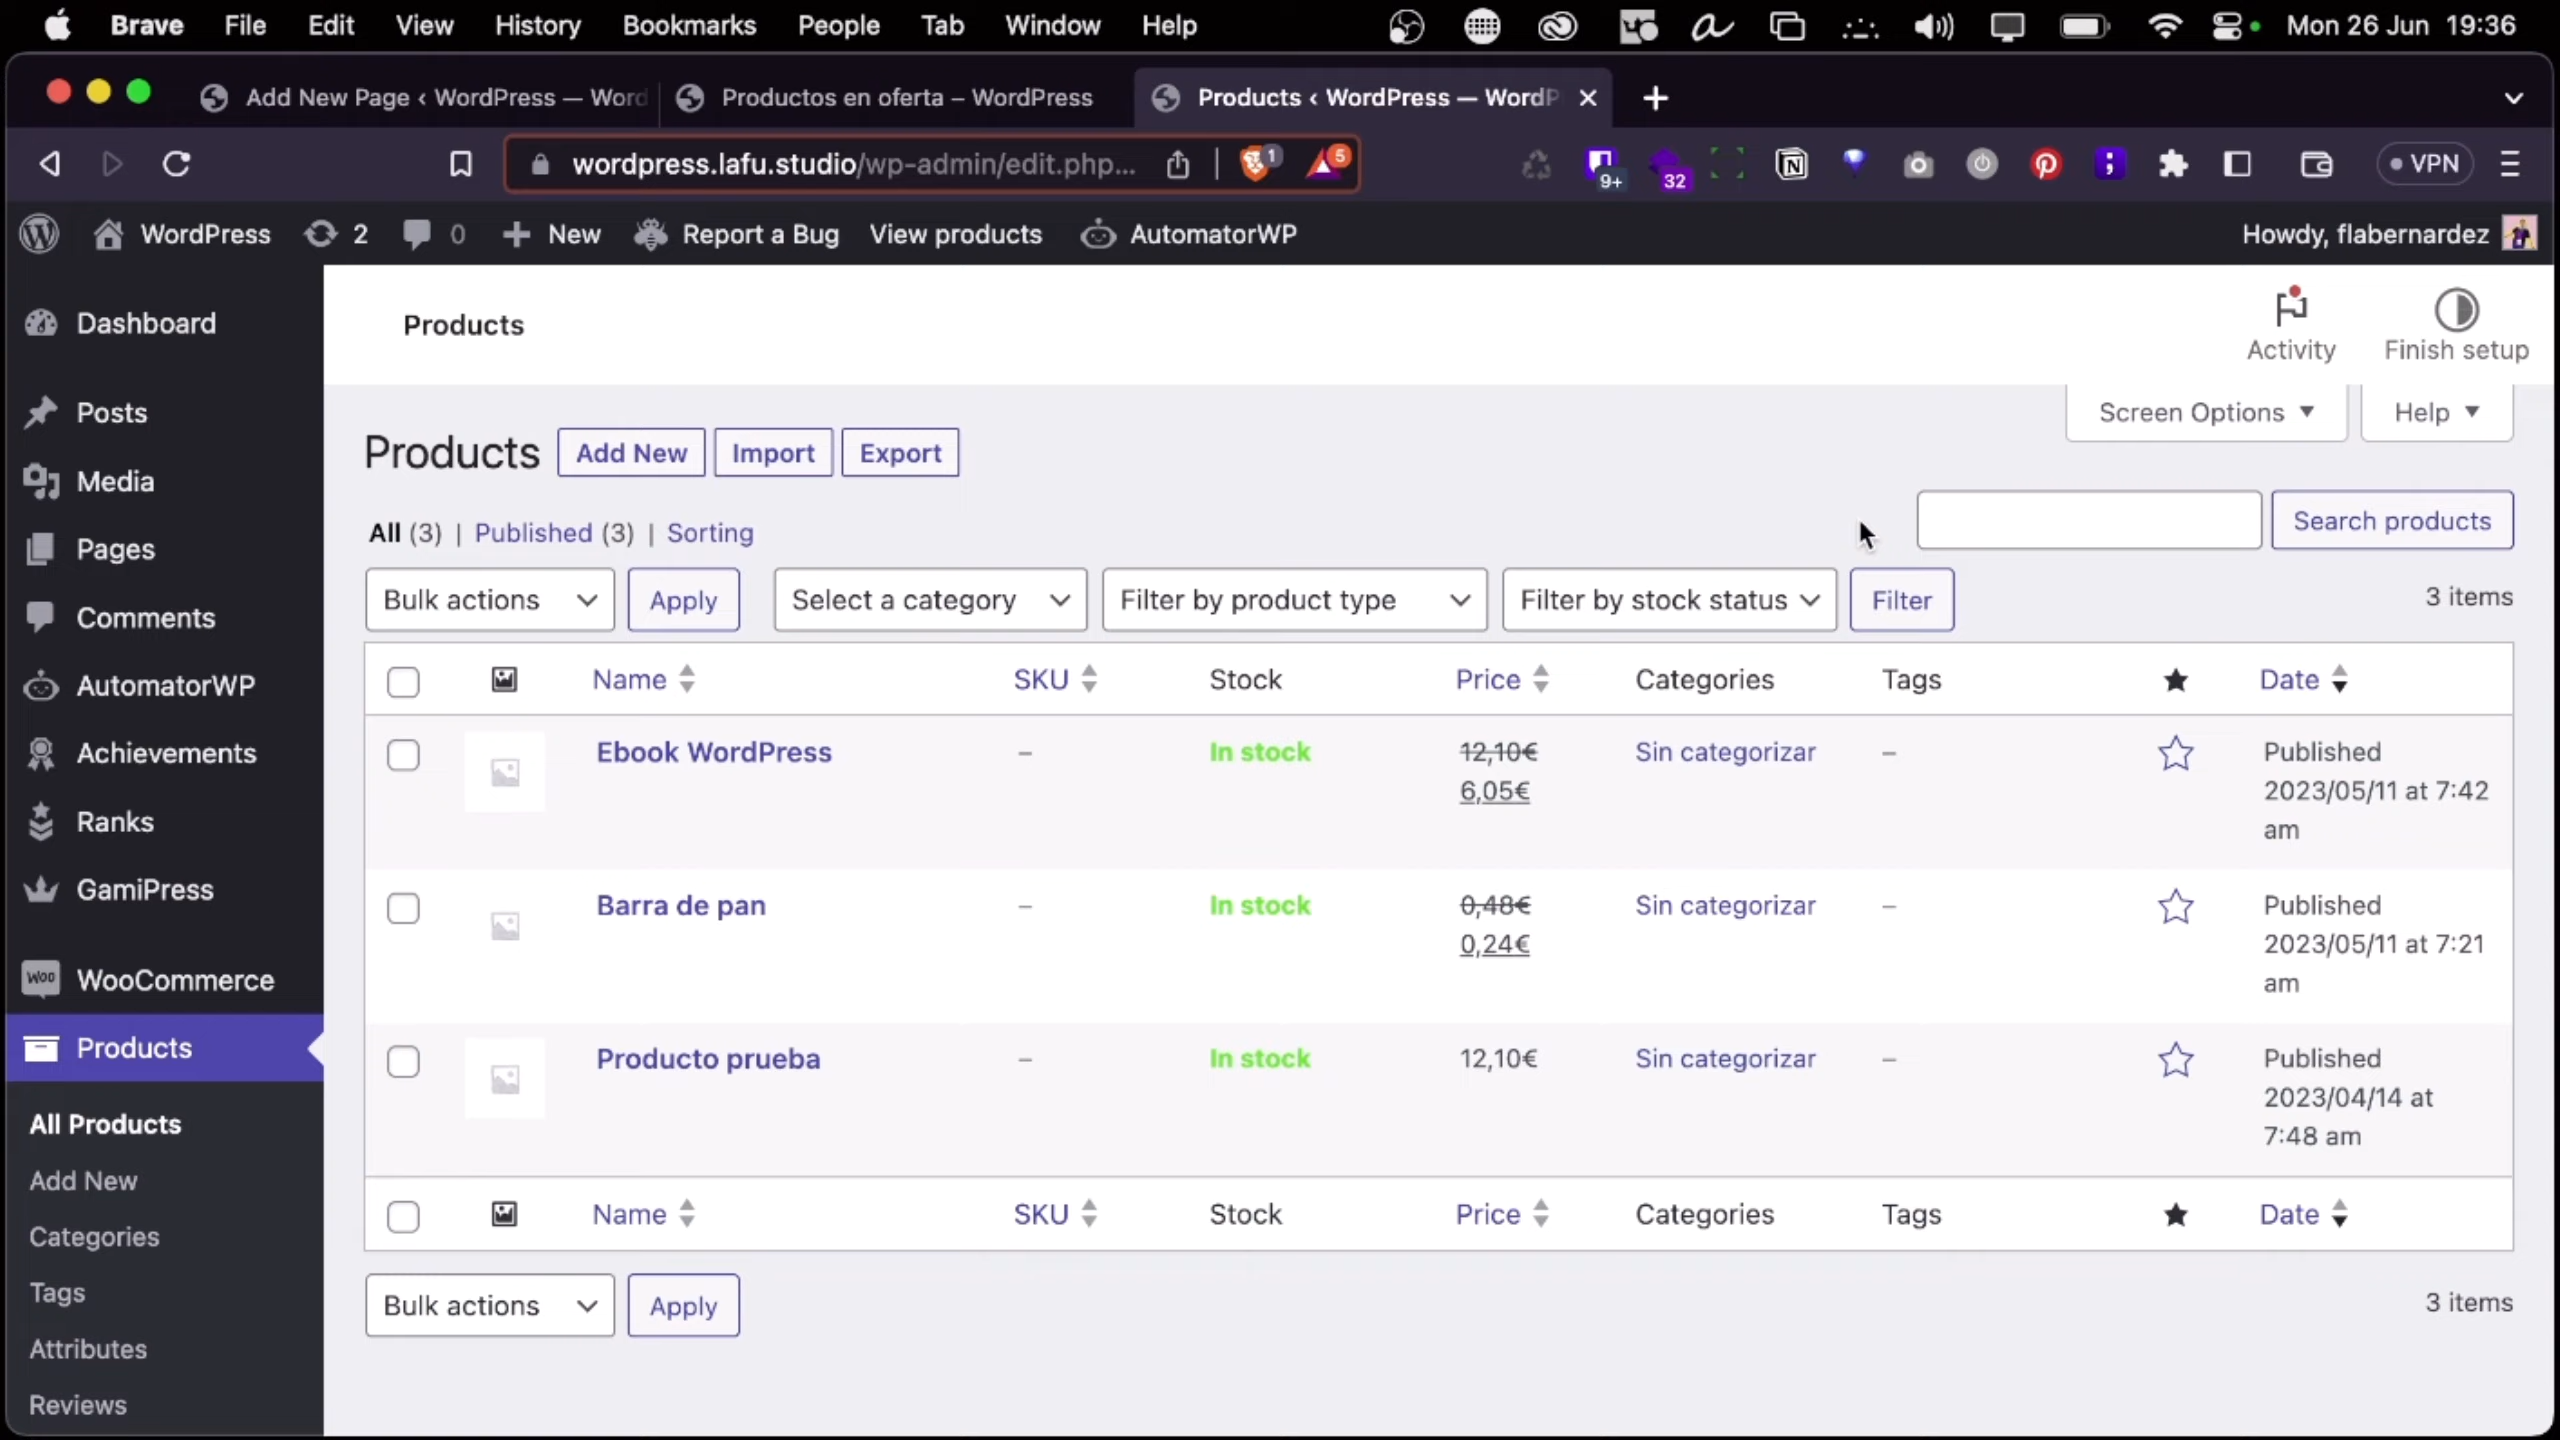 Brave File Edit View History Bookmarks People Tab Window Help Mon 26 Jun 19:36
Add New Page ‹ WordPress — Word
Productos en oferta – WordPress
Products ‹ WordPress — WordP
wordpress.lafu.studio/wp-admin/edit.php...
1
5
9+
32
VPN
WordPress 2 0 New Report a Bug View products AutomatorWP Howdy, flabernardez
Dashboard
Posts
Media
Pages
Comments
AutomatorWP
Achievements
Ranks
GamiPress
WooCommerce
Products
All Products
Add New
Categories
Tags
Attributes
Reviews
Products
Activity
Finish setup
Screen Options
Help
Products Add New Import Export
All (3) | Published (3) | Sorting
Search products
Bulk actions Apply Select a category Filter by product type Filter by stock status Filter 3 items
Name SKU Stock Price Categories Tags Date
Ebook WordPress – In stock 12,10€ Sin categorizar – Published
6,05€ 2023/05/11 at 7:42
am
Barra de pan – In stock 0,48€ Sin categorizar – Published
0,24€ 2023/05/11 at 7:21
am
Producto prueba – In stock 12,10€ Sin categorizar – Published
2023/04/14 at
7:48 am
Name SKU Stock Price Categories Tags Date
Bulk actions Apply 3 items